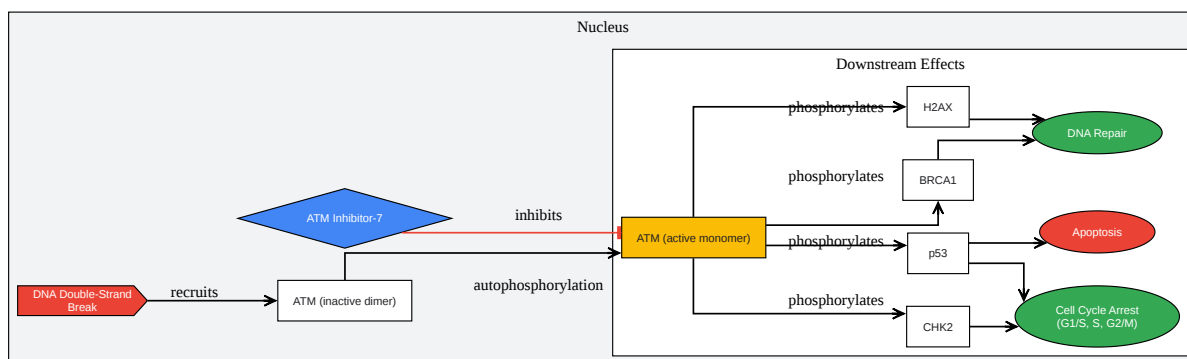 Nucleus
Downstream Effects
phosphorylates
H2AX
DNA Repair
phosphorylates
BRCA1
ATM Inhibitor-7
inhibits
ATM (active monomer)
phosphorylates
p53
Apoptosis
DNA Double-Strand
Break
recruits
ATM (inactive dimer)
autophosphorylation
phosphorylates
CHK2
Cell Cycle Arrest
(G1/S, S, G2/M)